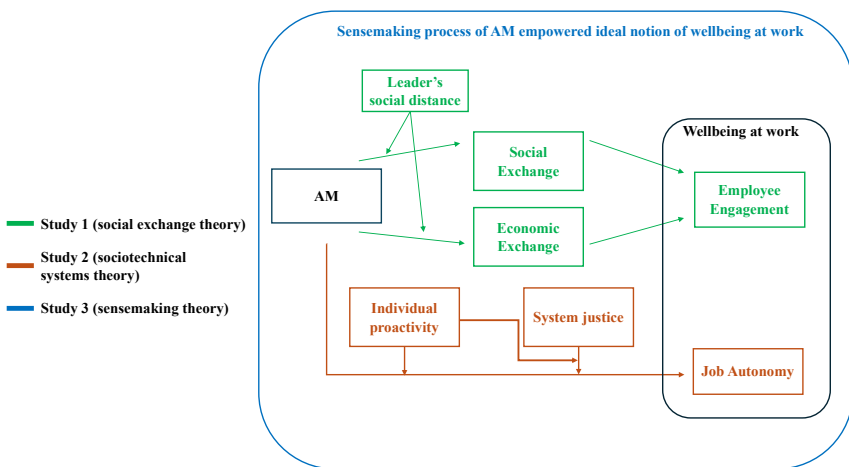 Sensemaking process of AM empowered ideal notion of wellbeing at work
Leader's
social distance
Wellbeing at work
Social
Exchange
AM
Employee
Engagement
Economic
Exchange
Study 1 (social exchange theory)
Study 2 (sociotechnical
systems theory)
Study 3 (sensemaking theory)
Individual
proactivity
System justice
Job Autonomy